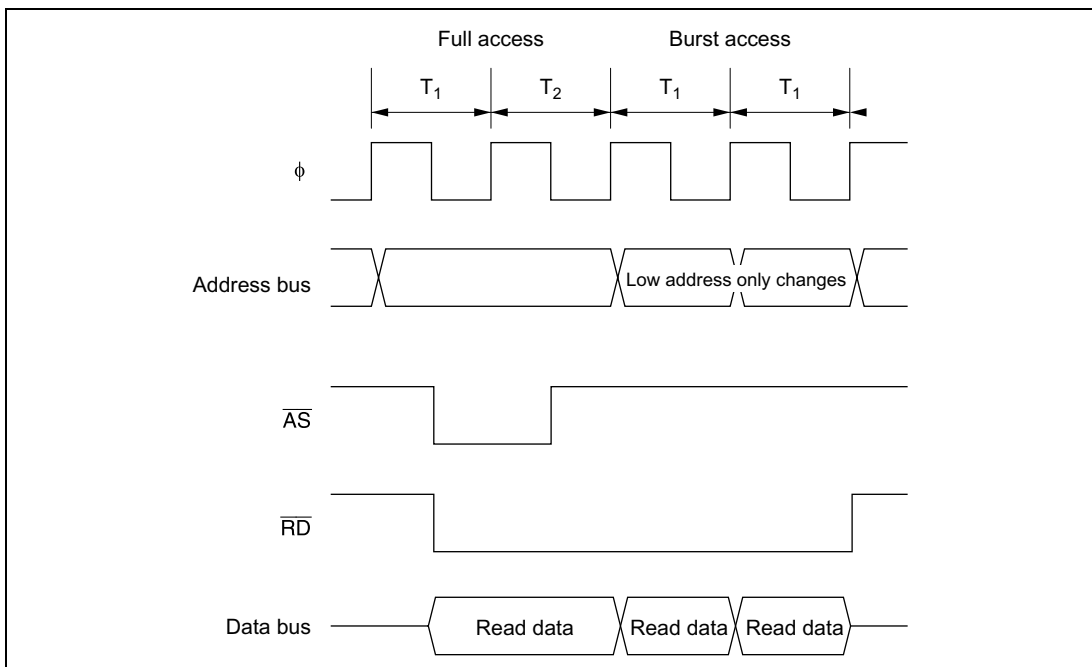 Full access Burst access
T1 T2 T1 T1
ϕ
Address bus Low address only changes
AS
RD
Data bus Read data Read data Read data